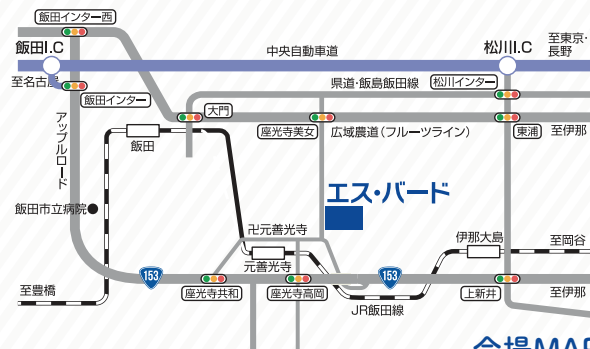 飯田インター西
飯田I.C
中央自動車道
松川I.C
至東京・
長野
至名古屋
飯田インター
県道・飯島飯田線
松川インター
大門
座光寺美女
広域農道(フルーツライン)
東浦
至伊那
アップルロード
飯田
飯田市立病院
エス・バード
卍元善光寺
元善光寺
伊那大島
至岡谷
153
153
至豊橋
座光寺共和
座光寺高岡
JR飯田線
上新井
至伊那
会場MAP